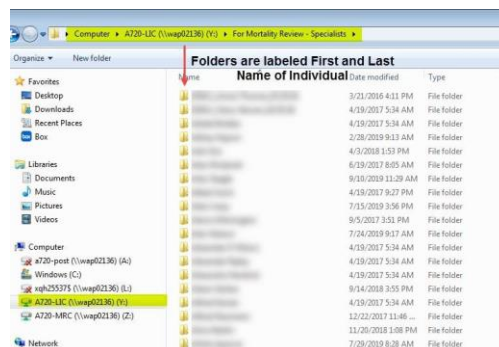 Computer ▸ A720-LIC (\\wap02136) (Y:) ▸ For Mortality Review - Specialists ▸
Organize ▾ New folder
Folders are labeled First and Last
Name of Individual
Name Date modified Type
Favorites
Desktop
Downloads
Recent Places
Box
Libraries
Documents
Music
Pictures
Videos
Computer
a720-post (\\wap02136) (A:)
Windows (C:)
xqh25537$ (\\wap02136) (L:)
A720-LIC (\\wap02136) (Y:)
A720-MRC (\\wap02136) (Z:)
Network
3/21/2016 4:11 PM File folder
4/19/2017 5:34 AM File folder
4/19/2017 5:34 AM File folder
2/28/2019 9:13 AM File folder
4/3/2018 1:53 PM File folder
6/19/2017 8:05 AM File folder
9/10/2019 11:29 AM File folder
4/19/2017 9:27 PM File folder
7/15/2019 3:56 PM File folder
9/5/2017 3:51 PM File folder
7/24/2019 9:17 AM File folder
4/19/2017 5:34 AM File folder
4/19/2017 5:34 AM File folder
4/19/2017 5:34 AM File folder
9/14/2018 3:55 PM File folder
4/19/2017 5:34 AM File folder
12/22/2017 11:46 ... File folder
11/20/2018 1:08 PM File folder
7/29/2019 8:28 AM File folder